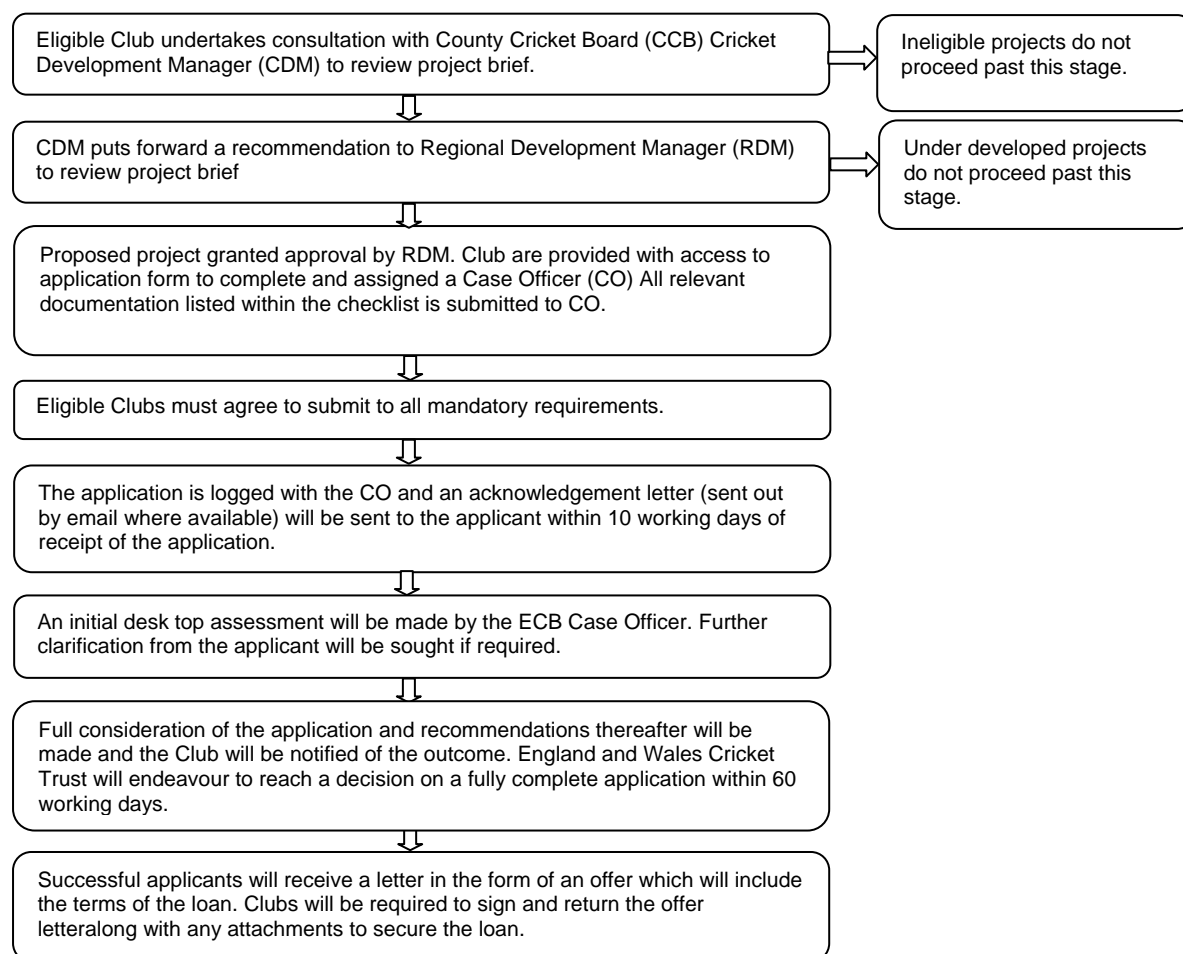 Eligible Club undertakes consultation with County Cricket Board (CCB) Cricket
Development Manager (CDM) to review project brief.
Ineligible projects do not
proceed past this stage.
CDM puts forward a recommendation to Regional Development Manager (RDM)
to review project brief
Under developed projects
do not proceed past this
stage.
Proposed project granted approval by RDM. Club are provided with access to
application form to complete and assigned a Case Officer (CO) All relevant
documentation listed within the checklist is submitted to CO.
Eligible Clubs must agree to submit to all mandatory requirements.
The application is logged with the CO and an acknowledgement letter (sent out
by email where available) will be sent to the applicant within 10 working days of
receipt of the application.
An initial desk top assessment will be made by the ECB Case Officer. Further
clarification from the applicant will be sought if required.
Full consideration of the application and recommendations thereafter will be
made and the Club will be notified of the outcome. England and Wales Cricket
Trust will endeavour to reach a decision on a fully complete application within 60
working days.
Successful applicants will receive a letter in the form of an offer which will include
the terms of the loan. Clubs will be required to sign and return the offer
letteralong with any attachments to secure the loan.